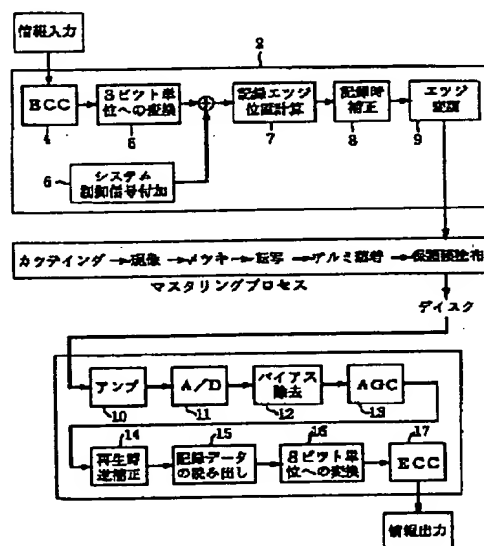 情報入力
2
ECC
4
3ビット単位への変換
5
システム制御信号付加
6
記録エッジ位置計算
7
記録時補正
8
エッジ変調
9
カッティング→現像→メッキ→転写→アルミ蒸着→保護膜塗布
マスタリングプロセス
ディスク
アンプ
10
A/D
11
バイアス除去
12
AGC
13
14
再生時逆補正
15
記録データの読み出し
16
8ビット単位への変換
17
ECC
情報出力